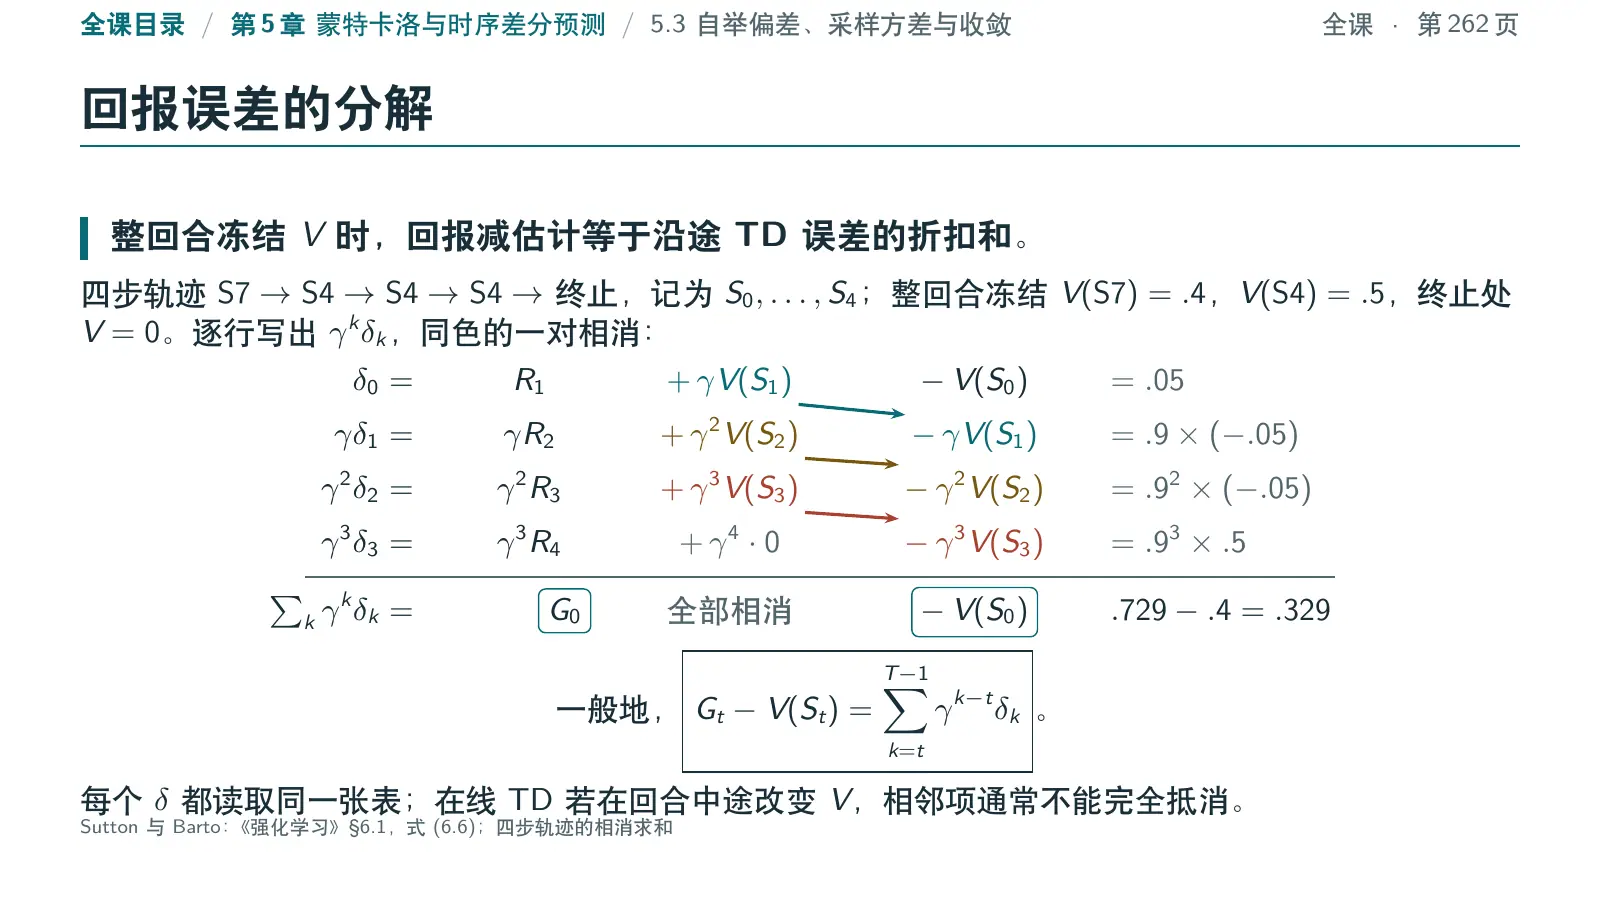 全课目录 / 第 5 章 蒙特卡洛与时序差分预测 / 5.3 自举偏差、采样方差与收敛 全课 · 第 262 页
回报误差的分解
整回合冻结 V 时，回报减估计等于沿途 TD 误差的折扣和。
四步轨迹 S7 → S4 → S4 → S4 → 终止，记为 S₀, . . . , S₄；整回合冻结 V(S7) = .4，V(S4) = .5，终止处
V = 0。逐行写出 γᵏδₖ，同色的一对相消：
δ₀ = R₁ + γV(S₁) − V(S₀) = .05
γδ₁ = γR₂ + γ²V(S₂) − γV(S₁) = .9 × (−.05)
γ²δ₂ = γ²R₃ + γ³V(S₃) − γ²V(S₂) = .9² × (−.05)
γ³δ₃ = γ³R₄ + γ⁴ · 0 − γ³V(S₃) = .9³ × .5
∑ₖ γᵏδₖ = G₀ 全部相消 − V(S₀) .729 − .4 = .329
一般地， Gₜ − V(Sₜ) = ∑_{k=t}^{T−1} γ^{k−t}δₖ 。
每个 δ 都读取同一张表；在线 TD 若在回合中途改变 V，相邻项通常不能完全抵消。
Sutton 与 Barto：《强化学习》§6.1，式 (6.6)；四步轨迹的相消求和